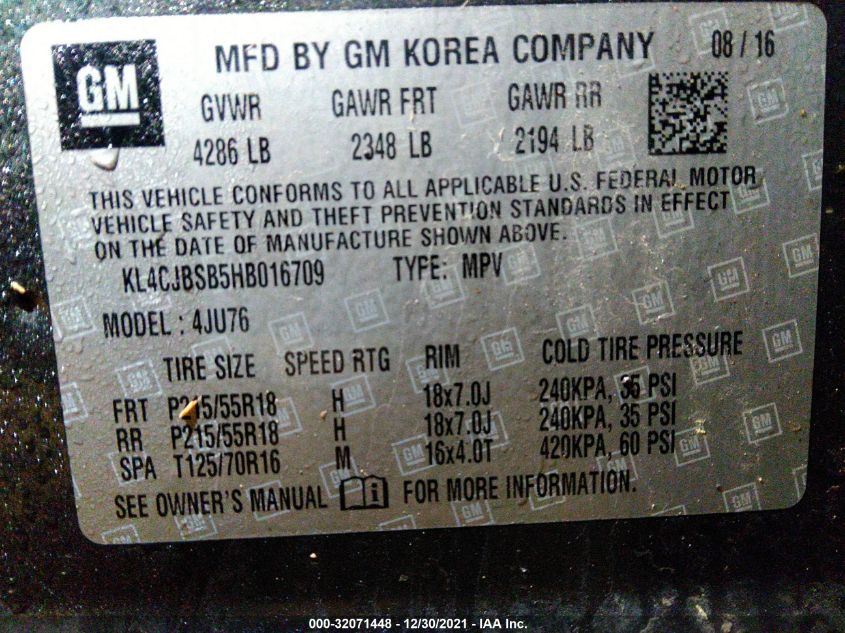 GM MFD BY GM KOREA COMPANY 08 / 16
GVWR GAWR FRT GAWR RR
4286 LB 2348 LB 2194 LB
THIS VEHICLE CONFORMS TO ALL APPLICABLE U.S. FEDERAL MOTOR
VEHICLE SAFETY AND THEFT PREVENTION STANDARDS IN EFFECT
ON THE DATE OF MANUFACTURE SHOWN ABOVE.
KL4CJBSB5HB016709 TYPE: MPV
MODEL : 4JU76
TIRE SIZE SPEED RTG RIM COLD TIRE PRESSURE
FRT P215/55R18 H 18x7.0J 240KPA, 35 PSI
RR P215/55R18 H 18x7.0J 240KPA, 35 PSI
SPA T125/70R16 M 16x4.0T 420KPA, 60 PSI
SEE OWNER'S MANUAL i FOR MORE INFORMATION.
000-32071448 - 12/30/2021 - IAA Inc.